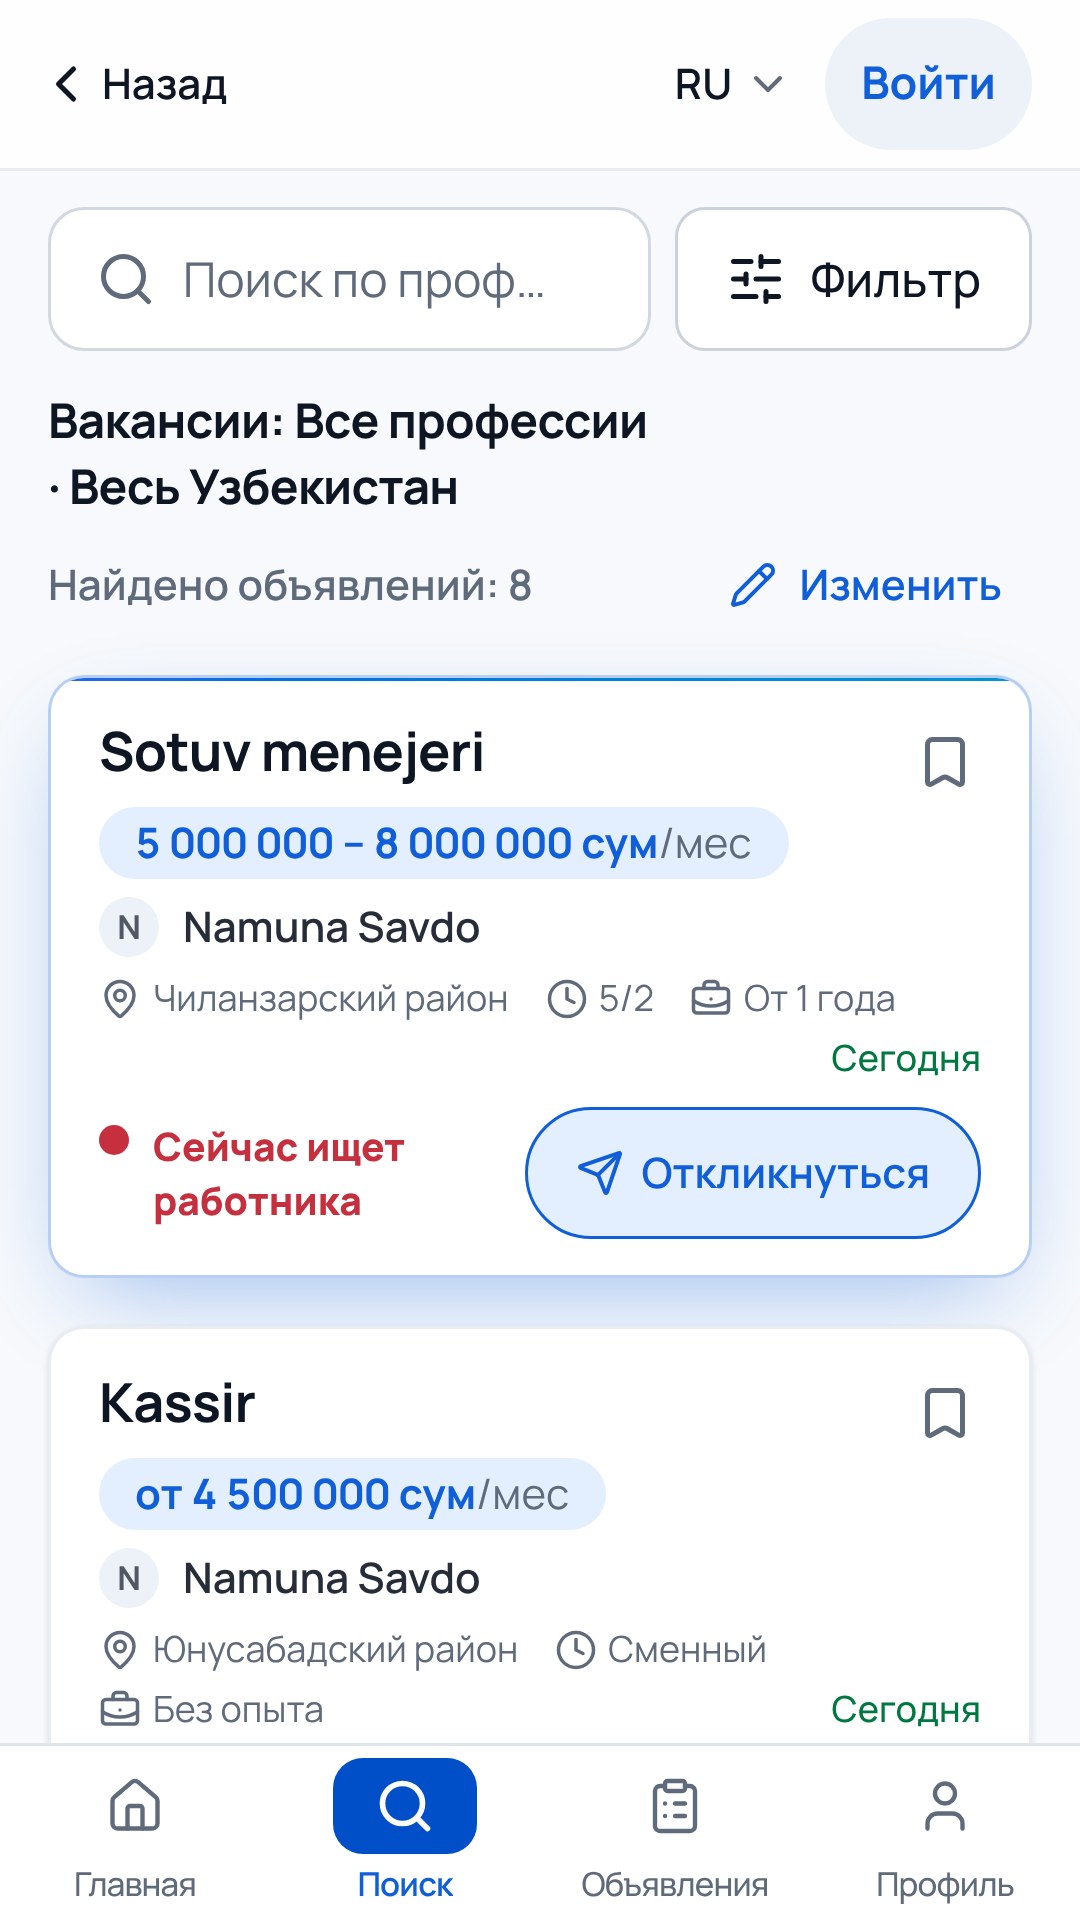 Назад
RU
Войти
Поиск по проф...
Фильтр
Вакансии: Все профессии
· Весь Узбекистан
Найдено объявлений: 8
Изменить
Sotuv menejeri
5 000 000 – 8 000 000 сум/мес
N Namuna Savdo
Чиланзарский район 5/2 От 1 года
Сегодня
Сейчас ищет
работника
Откликнуться
Kassir
от 4 500 000 сум/мес
N Namuna Savdo
Юнусабадский район Сменный
Без опыта Сегодня
Главная Поиск Объявления Профиль